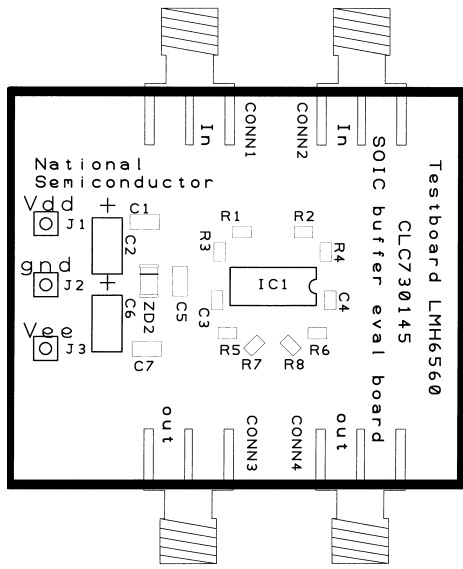 In
CONN1
CONN2
In
National
Semiconductor
Vdd
J1
C1
C2
R1
R2
R3
R4
gnd
J2
ZD2
C5
IC1
C3
C4
Vee
J3
C6
C7
R5
R7
R8
R6
out
CONN3
CONN4
out
SOIC buffer eval board
CLC730145
Testboard LMH6560
+
+